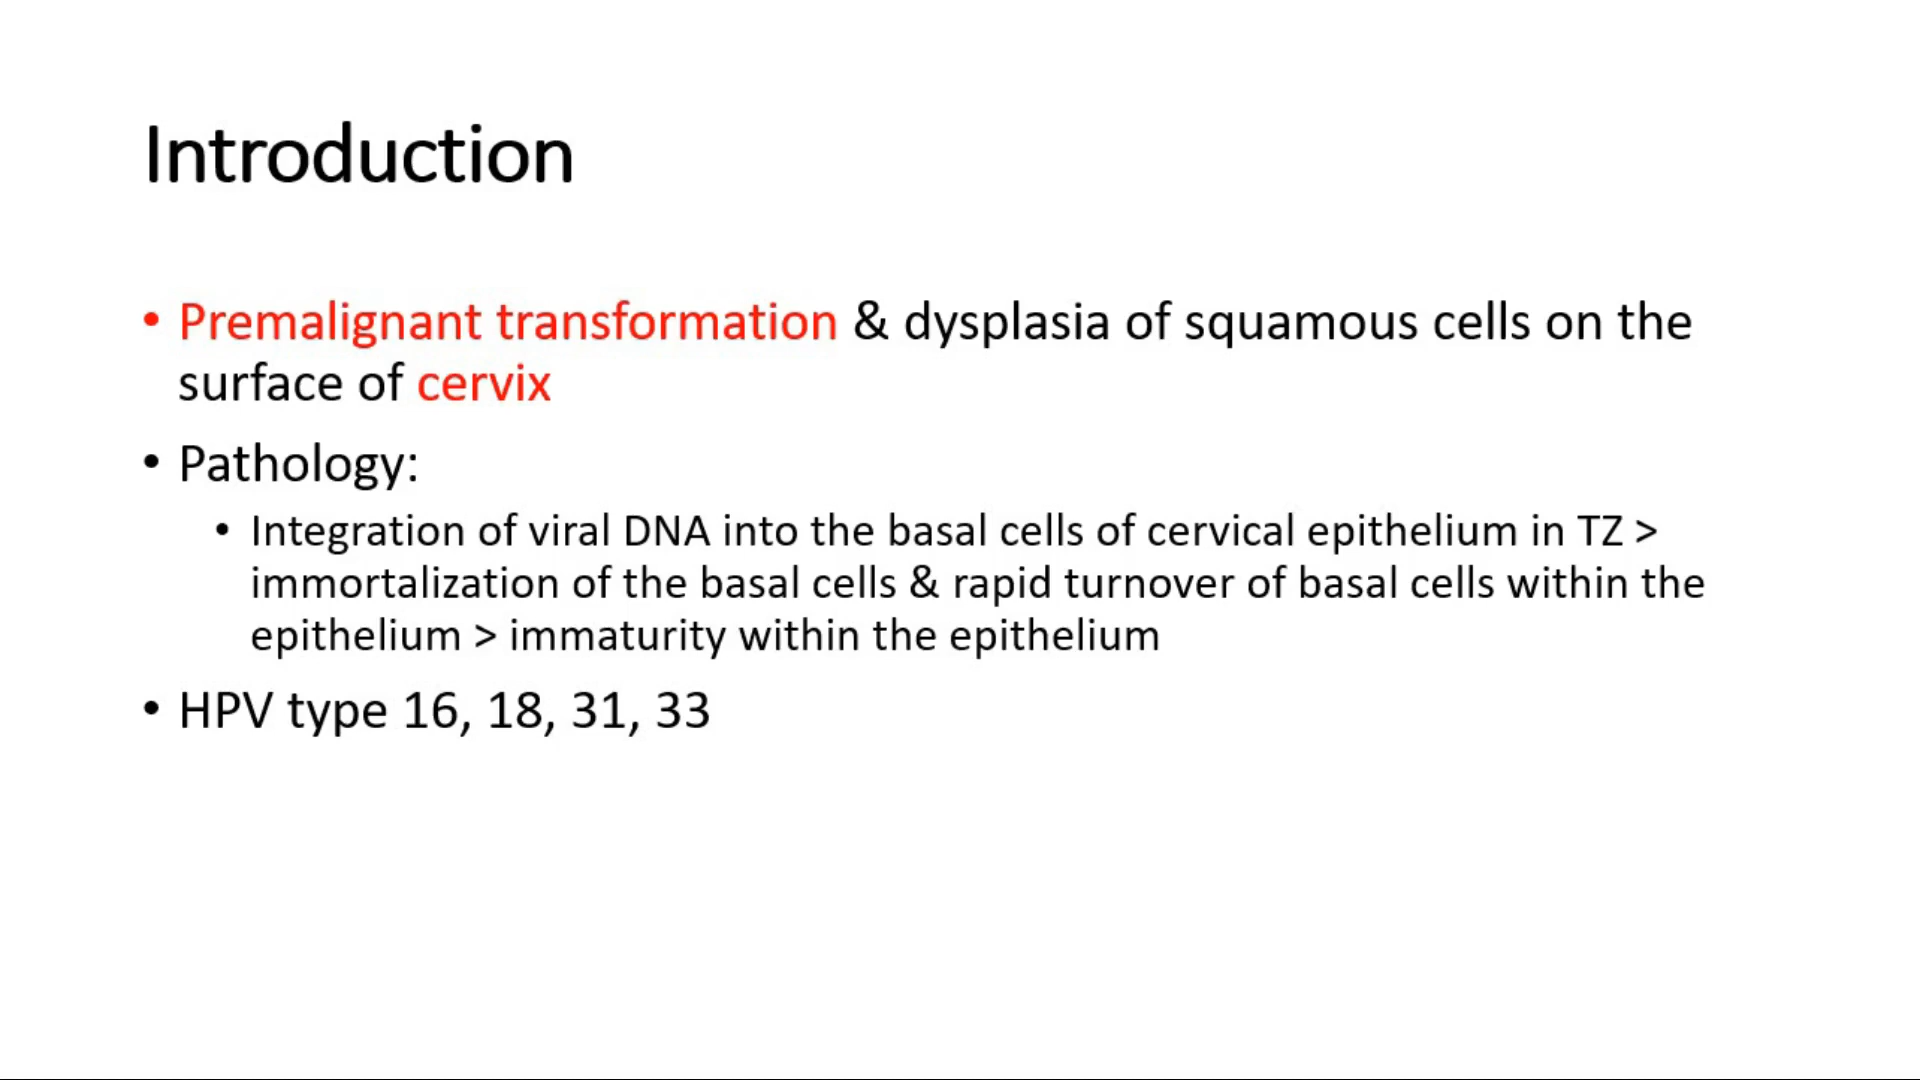 Introduction
• Premalignant transformation & dysplasia of squamous cells on the
surface of cervix
• Pathology:
• Integration of viral DNA into the basal cells of cervical epithelium in TZ >
immortalization of the basal cells & rapid turnover of basal cells within the
epithelium > immaturity within the epithelium
• HPV type 16, 18, 31, 33